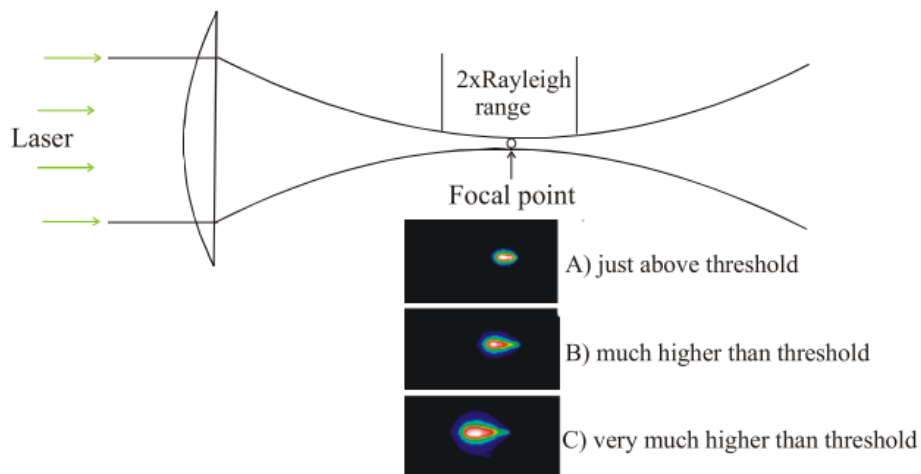 2xRayleigh
range
Laser
Focal point
A) just above threshold
B) much higher than threshold
C) very much higher than threshold